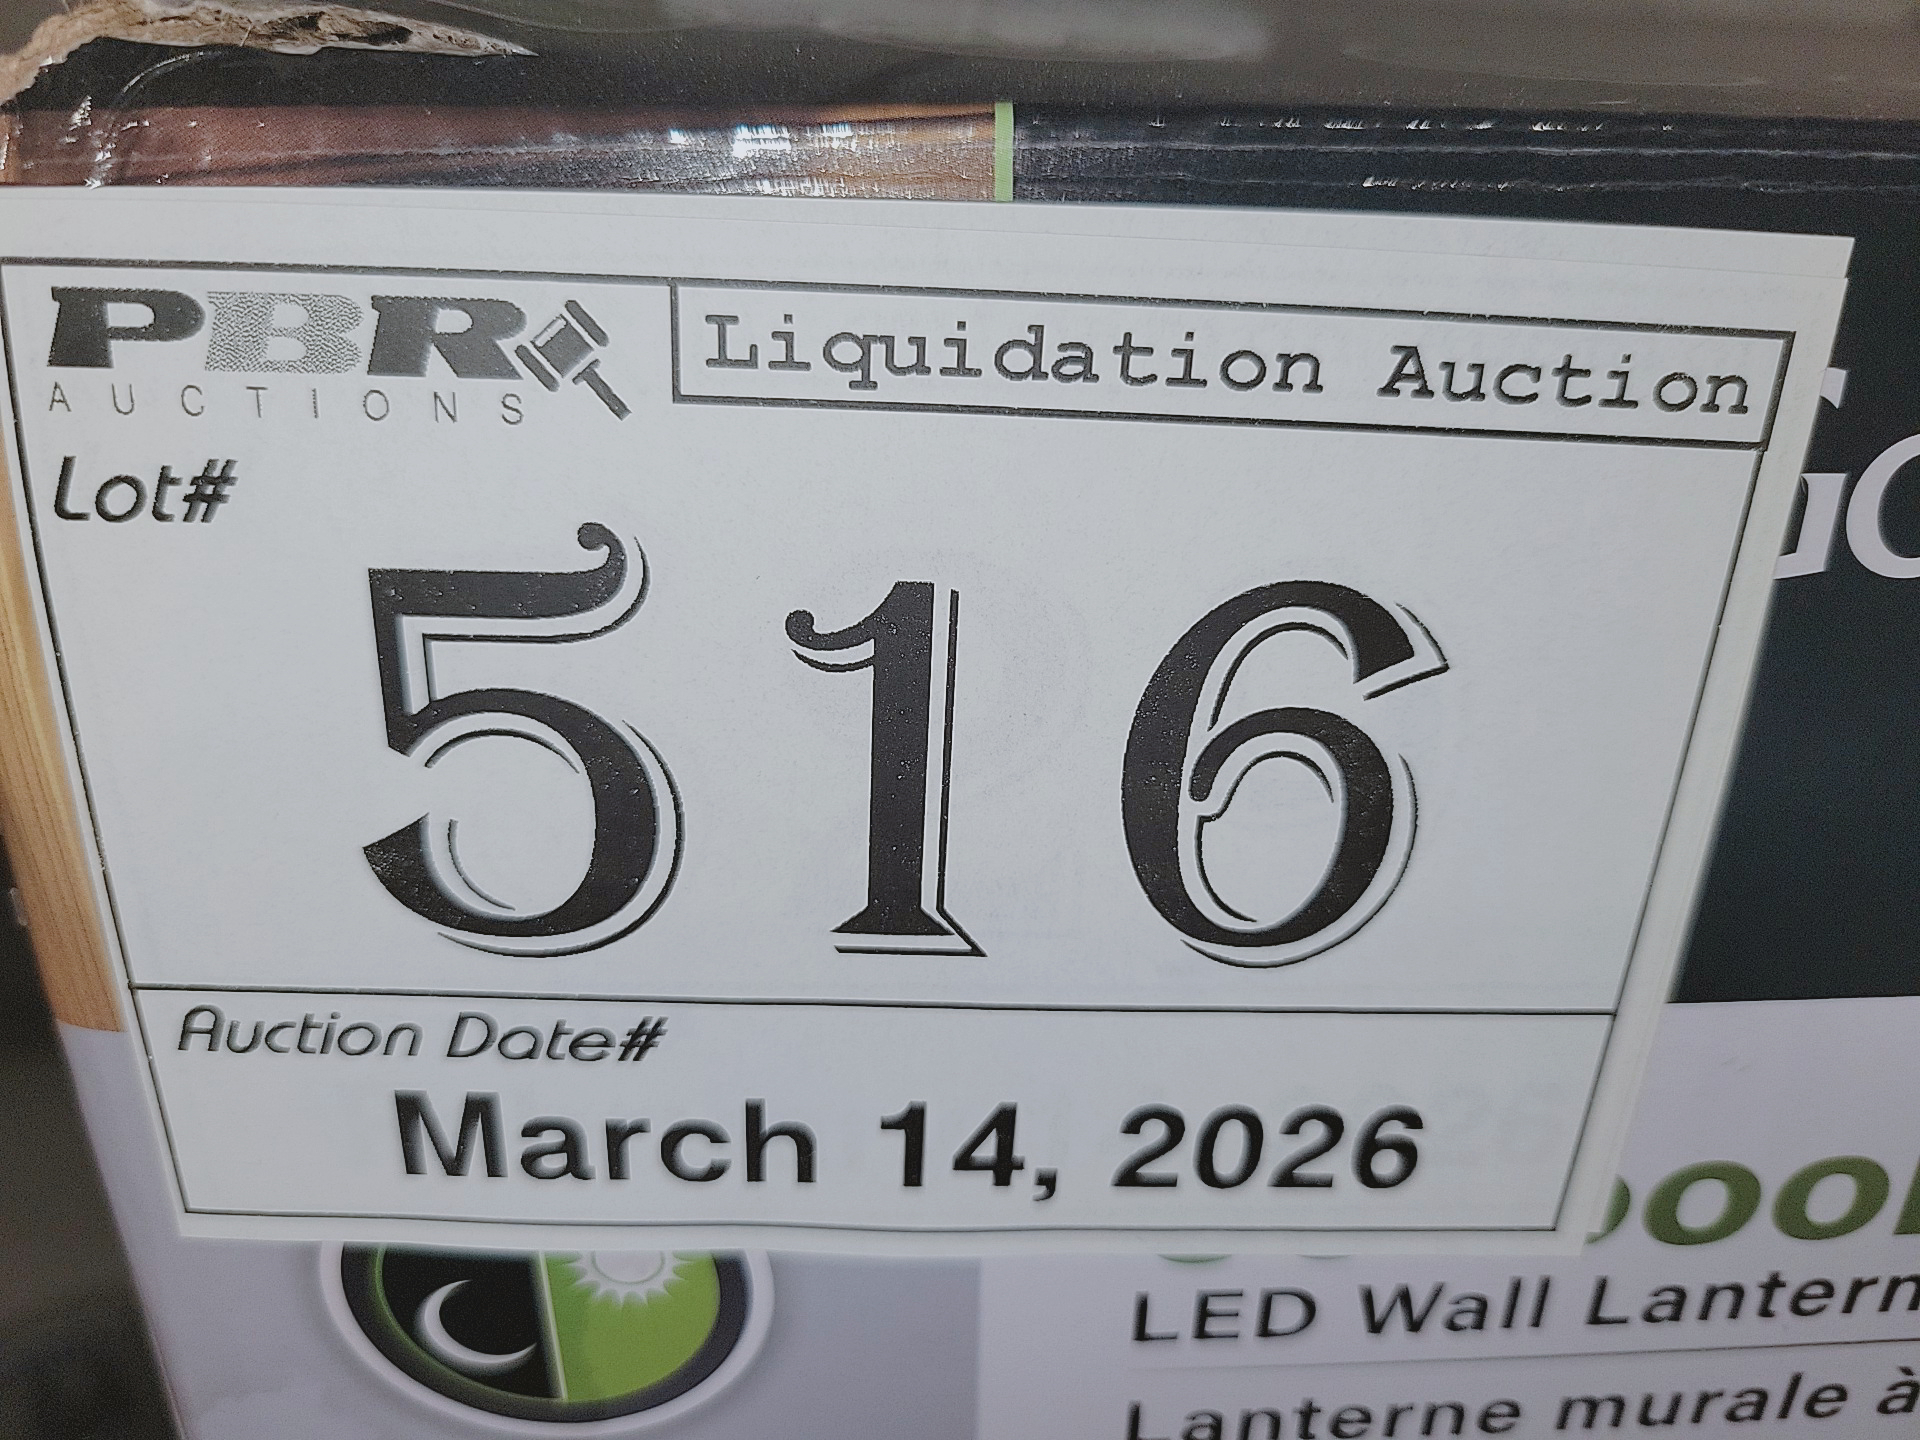 PBR
AUCTIONS
Liquidation Auction
Lot#
516
Auction Date#
March 14, 2026
LED Wall Lantern
Lanterne murale à